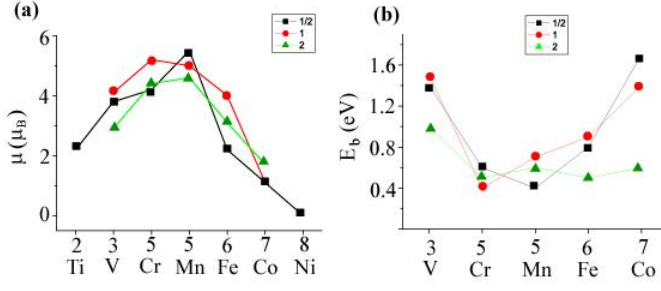 (a)
1/2
1
2
6
4
2
0
μ (μB)
2 3 5 5 6 7 8
Ti V Cr Mn Fe Co Ni
(b)
1/2
1
2
1.6
1.2
0.8
0.4
Eb (eV)
3 5 5 6 7
V Cr Mn Fe Co